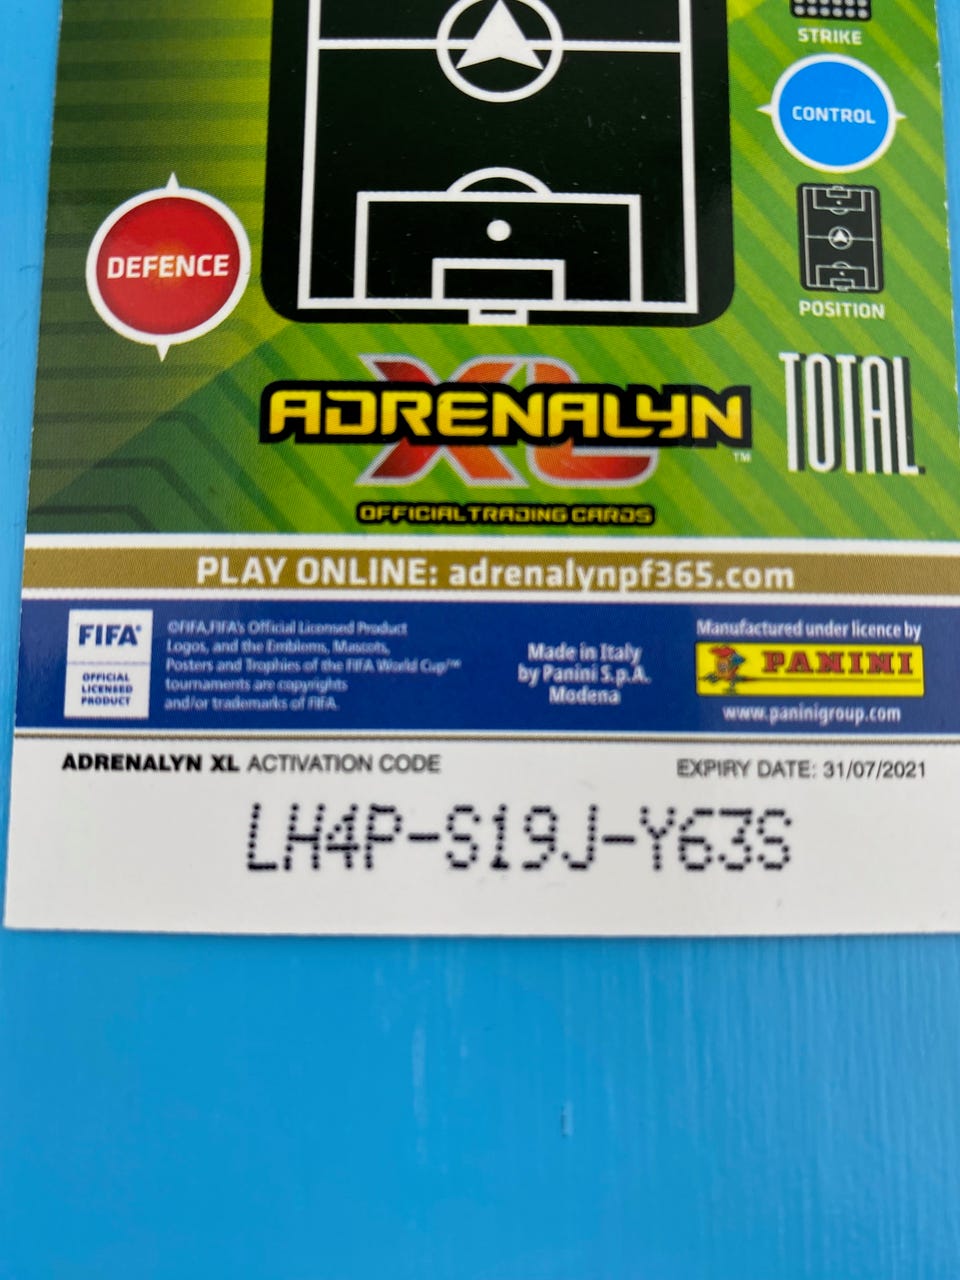 STRIKE
CONTROL
DEFENCE
POSITION
XL
ADRENALYN
TM
TOTAL
OFFICIAL TRADING CARDS
PLAY ONLINE: adrenalynpf365.com
FIFA®
OFFICIAL
LICENSED
PRODUCT
©FIFA,FIFA's Official Licensed Product
Logos, and the Emblems, Mascots,
Posters and Trophies of the FIFA World Cup™
tournaments are copyrights
and/or trademarks of FIFA.
Made in Italy
by Panini S.p.A.
Modena
Manufactured under licence by
PANINI
www.paninigroup.com
ADRENALYN XL ACTIVATION CODE
EXPIRY DATE: 31/07/2021
LH4P-S19J-Y63S